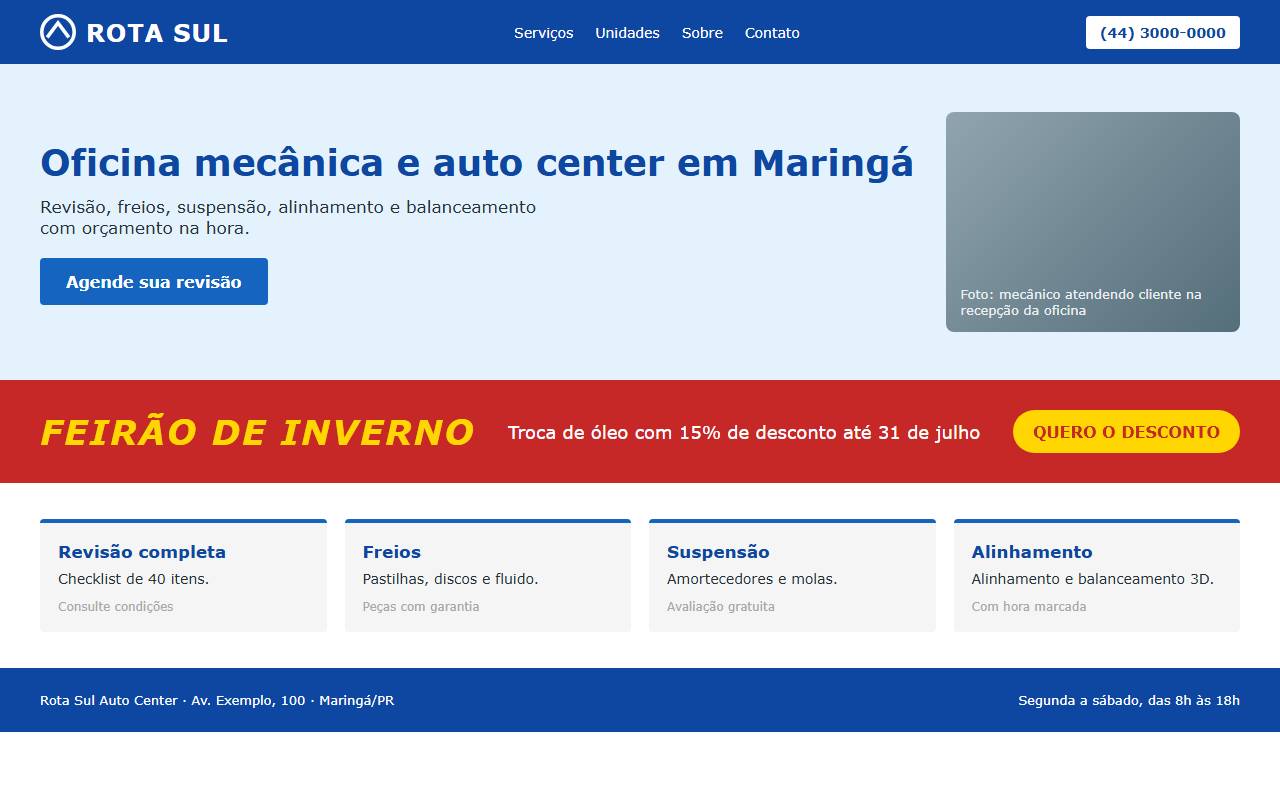 ROTA SUL
Serviços
Unidades
Sobre
Contato
(44) 3000-0000
Oficina mecânica e auto center em Maringá
Revisão, freios, suspensão, alinhamento e balanceamento
com orçamento na hora.
Agende sua revisão
Foto: mecânico atendendo cliente na
recepção da oficina
FEIRÃO DE INVERNO
Troca de óleo com 15% de desconto até 31 de julho
QUERO O DESCONTO
Revisão completa
Checklist de 40 itens.
Consulte condições
Freios
Pastilhas, discos e fluido.
Peças com garantia
Suspensão
Amortecedores e molas.
Avaliação gratuita
Alinhamento
Alinhamento e balanceamento 3D.
Com hora marcada
Rota Sul Auto Center · Av. Exemplo, 100 · Maringá/PR
Segunda a sábado, das 8h às 18h